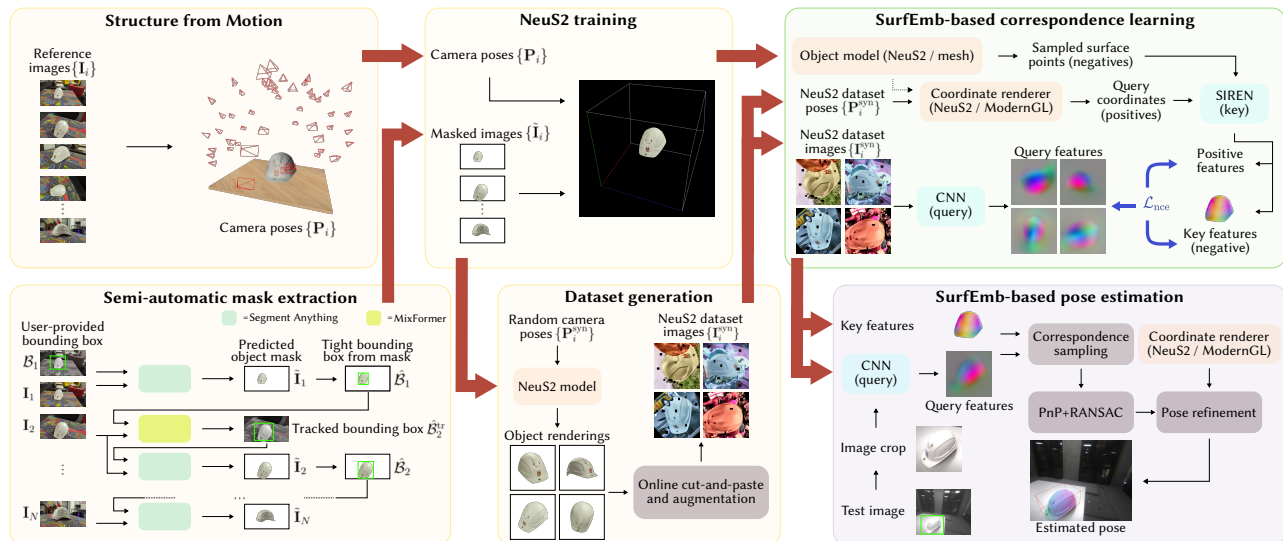 Structure from Motion
Reference
images {I_i}
Camera poses {P_i}
NeuS2 training
Camera poses {P_i}
Masked images {Ĩ_i}
SurfEmb-based correspondence learning
Object model (NeuS2 / mesh)
Sampled surface
points (negatives)
NeuS2 dataset
poses {P_i^syn}
Coordinate renderer
(NeuS2 / ModernGL)
Query
coordinates
(positives)
SIREN
(key)
NeuS2 dataset
images {I_i^syn}
CNN
(query)
Query features
Positive
features
ℒ_nce
Key features
(negative)
Semi-automatic mask extraction
=Segment Anything
=MixFormer
User-provided
bounding box
Predicted
object mask
Tight bounding
box from mask
ℬ_1
Ĩ_1
ℬ̂_1
I_1
I_2
Tracked bounding box ℬ̂_2^tr
⋮
Ĩ_2
ℬ̂_2
...
I_N
Ĩ_N
Dataset generation
Random camera
poses {P_i^syn}
NeuS2 model
Object renderings
NeuS2 dataset
images {I_i^syn}
Online cut-and-paste
and augmentation
SurfEmb-based pose estimation
Key features
CNN
(query)
Query features
Correspondence
sampling
Coordinate renderer
(NeuS2 / ModernGL)
PnP+RANSAC
Pose refinement
Image crop
Test image
Estimated pose